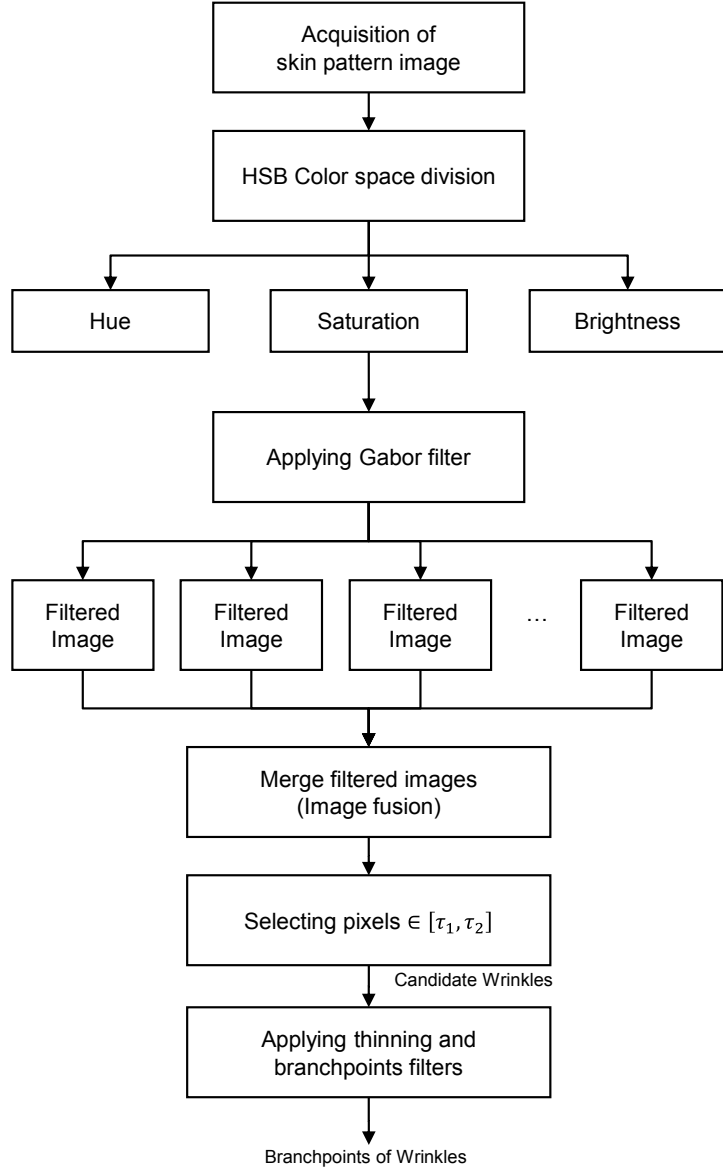 Acquisition of
skin pattern image
HSB Color space division
Hue
Saturation
Brightness
Applying Gabor filter
Filtered
Image
Filtered
Image
Filtered
Image
...
Filtered
Image
Merge filtered images
(Image fusion)
Selecting pixels ∈ [τ₁, τ₂]
Candidate Wrinkles
Applying thinning and
branchpoints filters
Branchpoints of Wrinkles